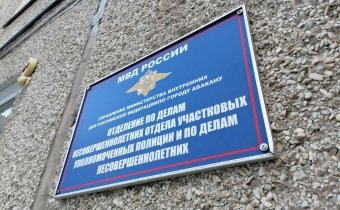 МВД РОССИИ
УПРАВЛЕНИЕ МИНИСТЕРСТВА ВНУТРЕННИХ
ДЕЛ РОССИЙСКОЙ ФЕДЕРАЦИИ ПО ГОРОДУ АБАКАНУ
ОТДЕЛЕНИЕ ПО ДЕЛАМ
НЕСОВЕРШЕННОЛЕТНИХ ОТДЕЛА УЧАСТКОВЫХ
УПОЛНОМОЧЕННЫХ ПОЛИЦИИ И ПО ДЕЛАМ
НЕСОВЕРШЕННОЛЕТНИХ